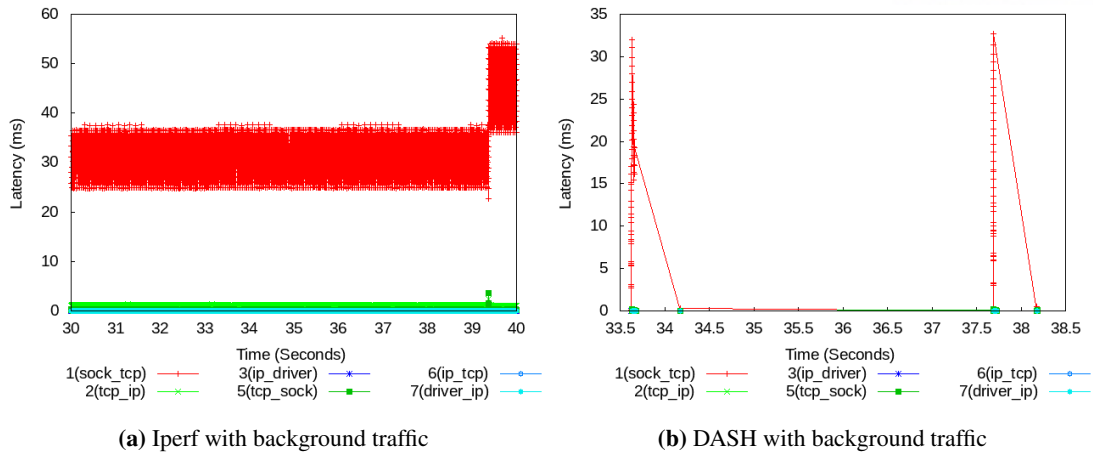 60
50
40
30
20
10
0
Latency (ms)
30 31 32 33 34 35 36 37 38 39 40
Time (Seconds)
1(sock_tcp) 3(ip_driver) 6(ip_tcp)
2(tcp_ip) 5(tcp_sock) 7(driver_ip)
(a) Iperf with background traffic
35
30
25
20
15
10
5
0
Latency (ms)
33.5 34 34.5 35 35.5 36 36.5 37 37.5 38 38.5
Time (Seconds)
1(sock_tcp) 3(ip_driver) 6(ip_tcp)
2(tcp_ip) 5(tcp_sock) 7(driver_ip)
(b) DASH with background traffic